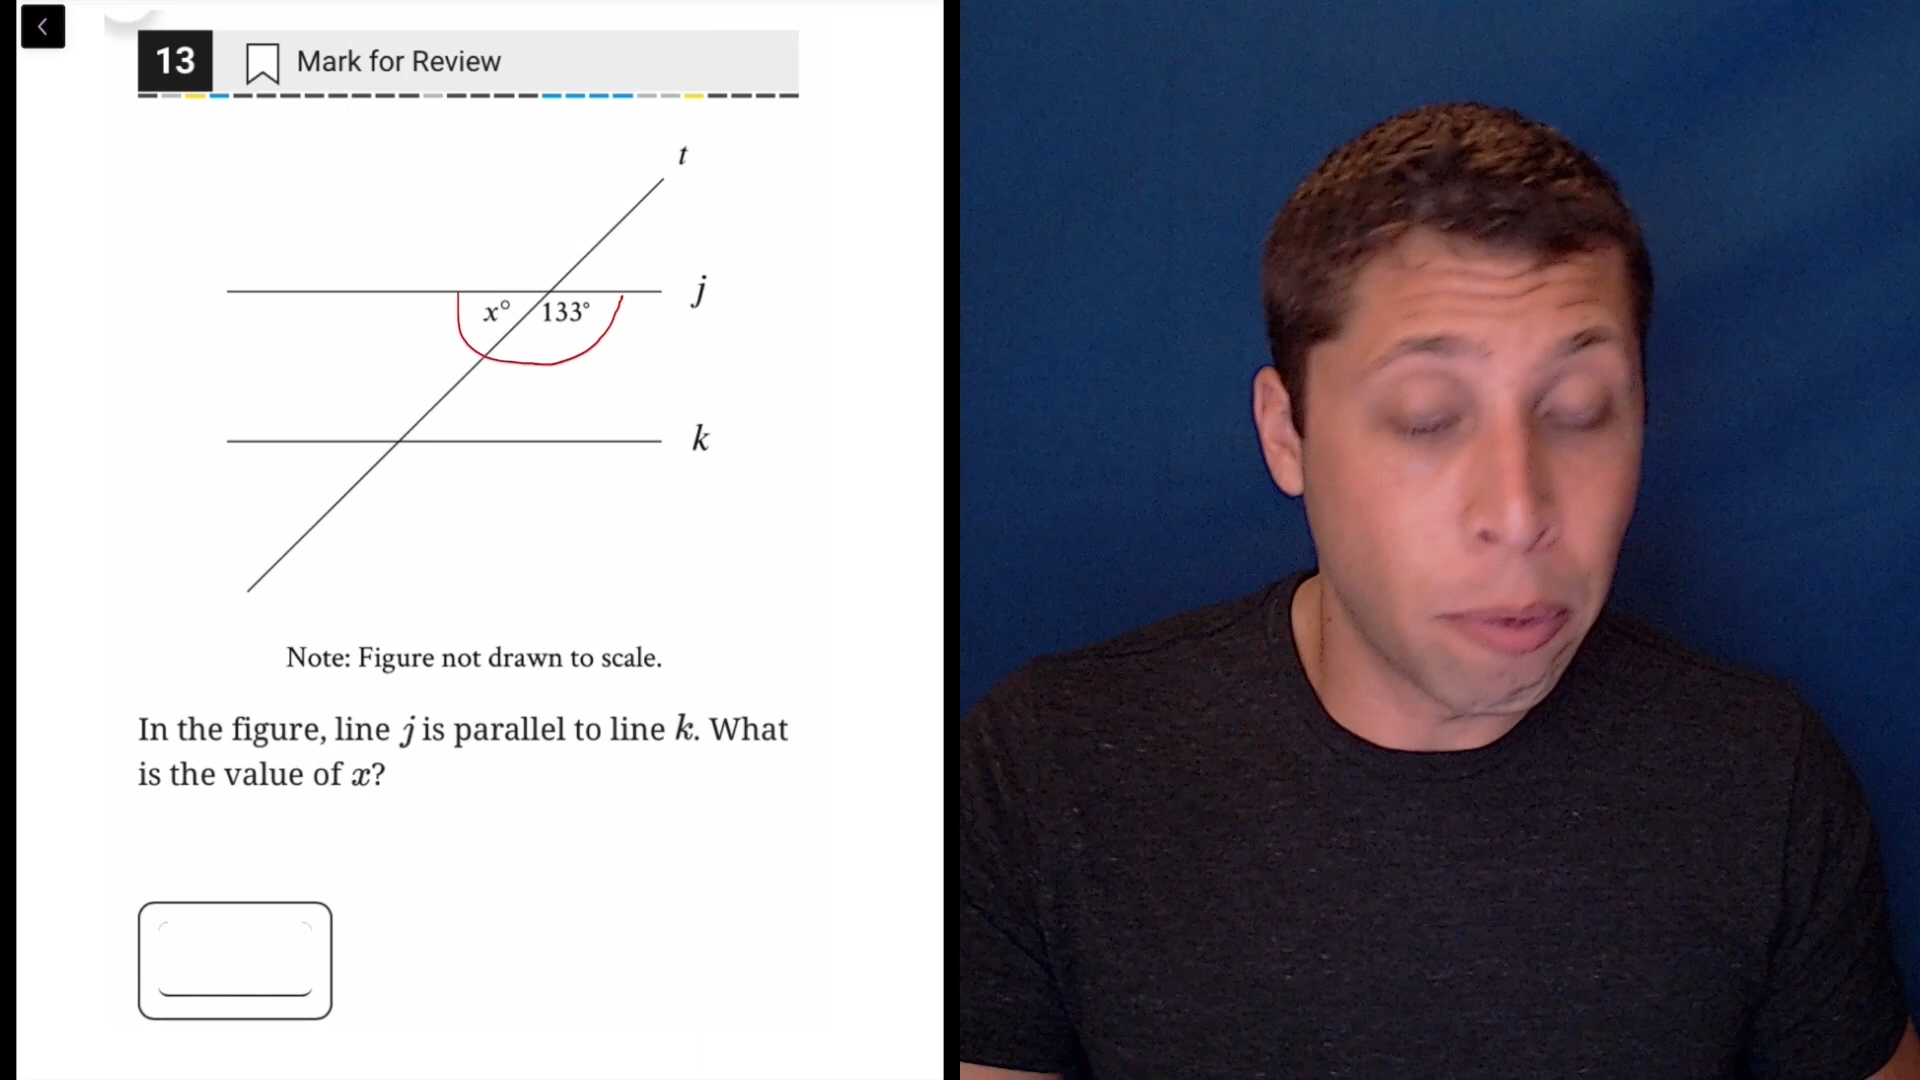 13 Mark for Review
t
j
x° 133°
k
Note: Figure not drawn to scale.
In the figure, line j is parallel to line k. What
is the value of x?